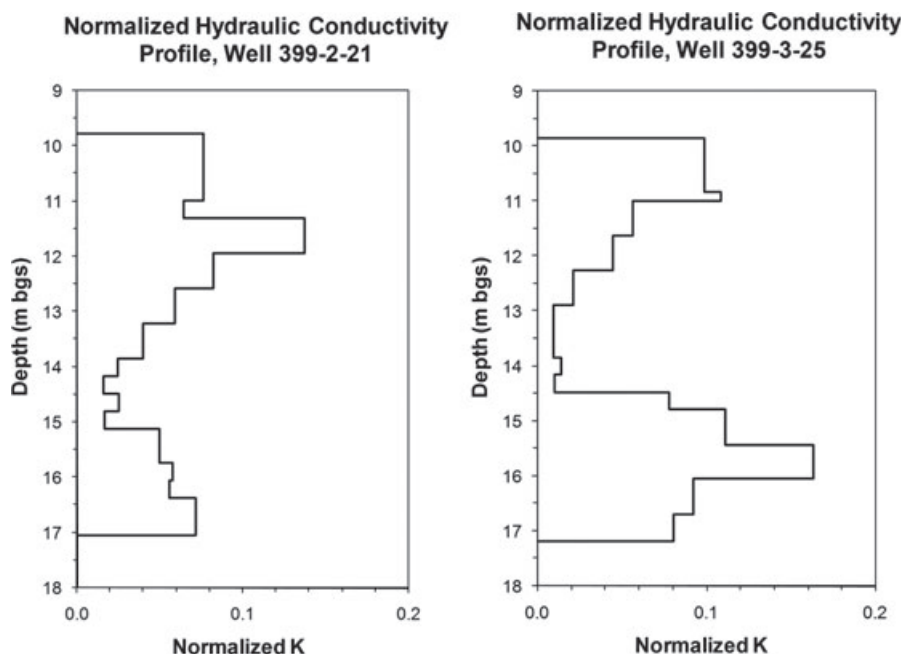 Normalized Hydraulic Conductivity
Profile, Well 399-2-21
9
10
11
12
13
14
15
16
17
18
Depth (m bgs)
0.0 0.1 0.2
Normalized K
Normalized Hydraulic Conductivity
Profile, Well 399-3-25
9
10
11
12
13
14
15
16
17
18
Depth (m bgs)
0.0 0.1 0.2
Normalized K